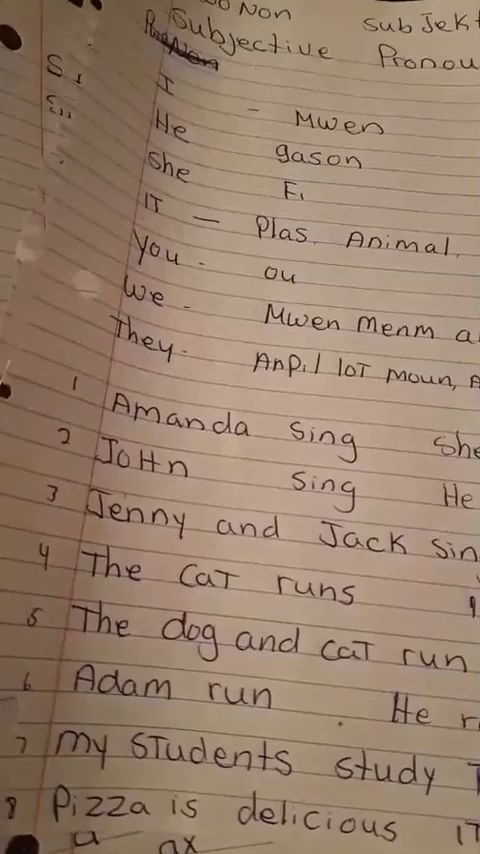 Non subJek
Subjective Pronou
S, I - Mwen
He gason
She Fi
IT - Plas, Animal,
You - ou
we - Mwen menm a
They - Anpil lot moun, A
1 Amanda sing She
2 JoHn sing He
3 Jenny and Jack sin
4 The caT runs
5 The dog and caT run
6 Adam run . He r
7 my sTudents study T
8 Pizza is delicious IT